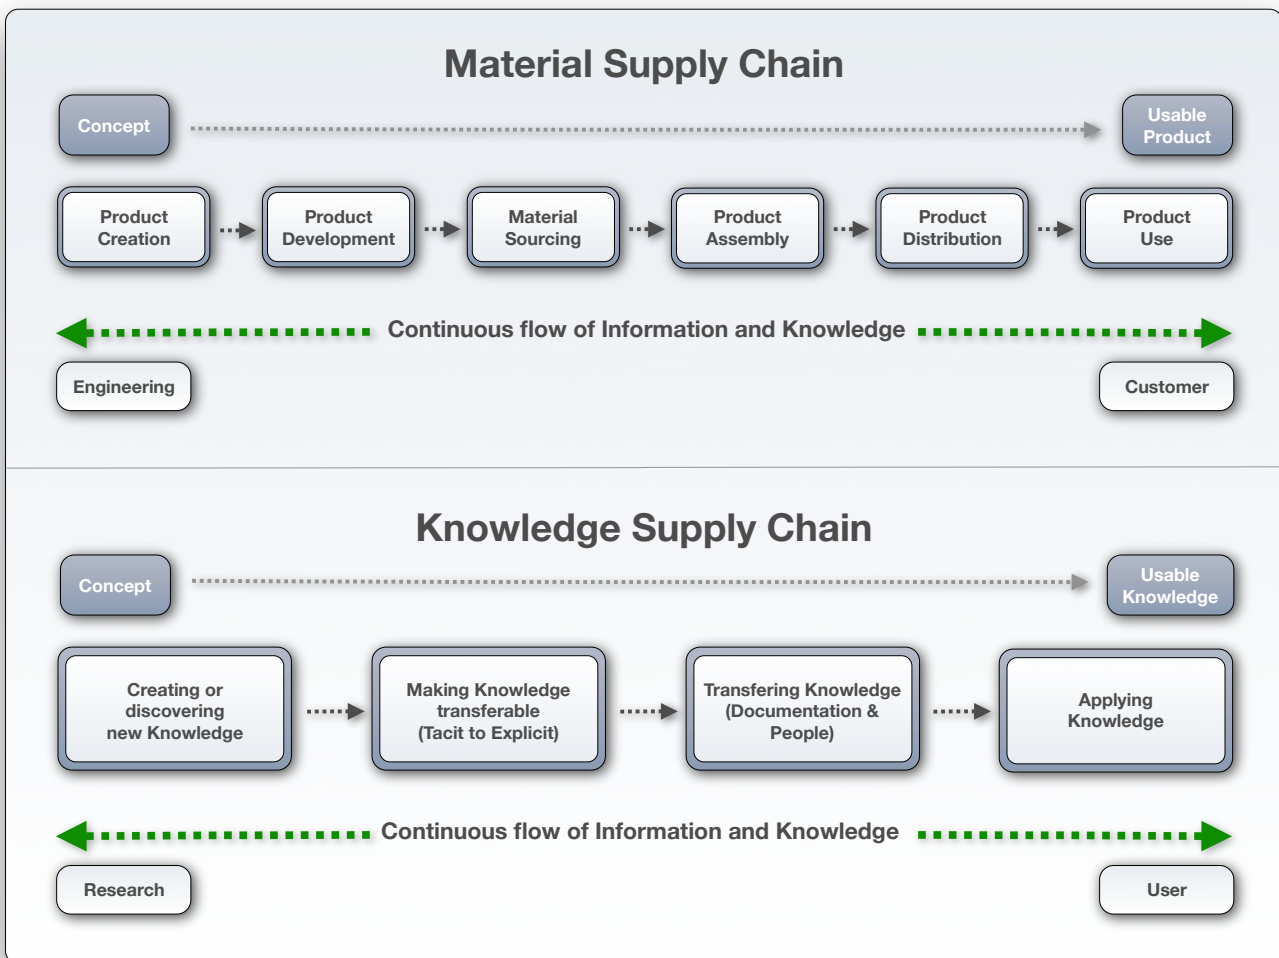 Material Supply Chain
Concept
Usable
Product
Product
Creation
Product
Development
Material
Sourcing
Product
Assembly
Product
Distribution
Product
Use
Continuous flow of Information and Knowledge
Engineering
Customer
Knowledge Supply Chain
Concept
Usable
Knowledge
Creating or
discovering
new Knowledge
Making Knowledge
transferable
(Tacit to Explicit)
Transfering Knowledge
(Documentation &
People)
Applying
Knowledge
Continuous flow of Information and Knowledge
Research
User